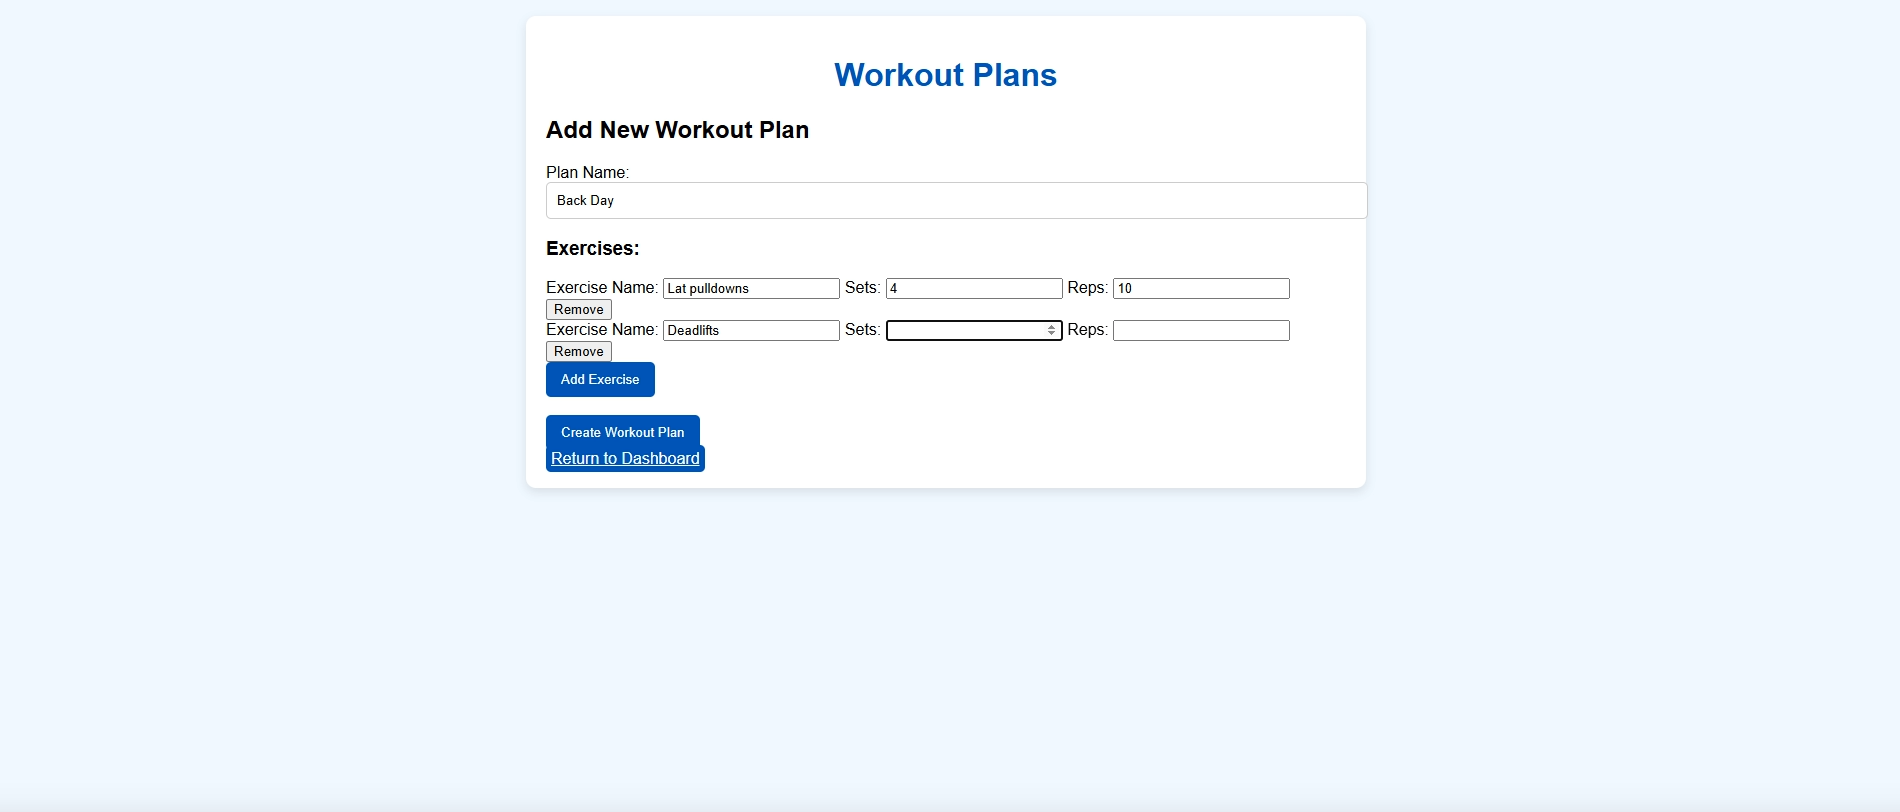 Workout Plans
Add New Workout Plan
Plan Name:
Back Day
Exercises:
Exercise Name: Lat pulldowns Sets: 4 Reps: 10
Remove
Exercise Name: Deadlifts Sets: Reps:
Remove
Add Exercise
Create Workout Plan
Return to Dashboard